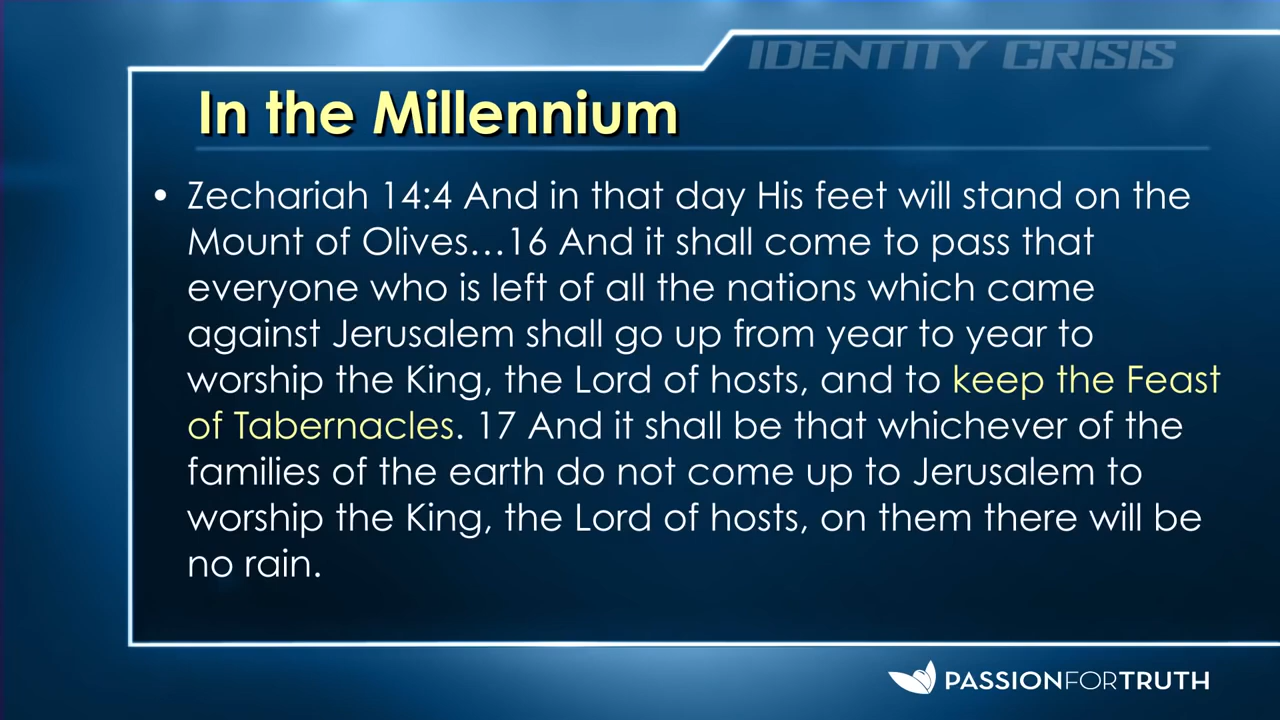 IDENTITY CRISIS
In the Millennium
• Zechariah 14:4 And in that day His feet will stand on the
Mount of Olives…16 And it shall come to pass that
everyone who is left of all the nations which came
against Jerusalem shall go up from year to year to
worship the King, the Lord of hosts, and to keep the Feast
of Tabernacles. 17 And it shall be that whichever of the
families of the earth do not come up to Jerusalem to
worship the King, the Lord of hosts, on them there will be
no rain.
PASSIONFORTRUTH